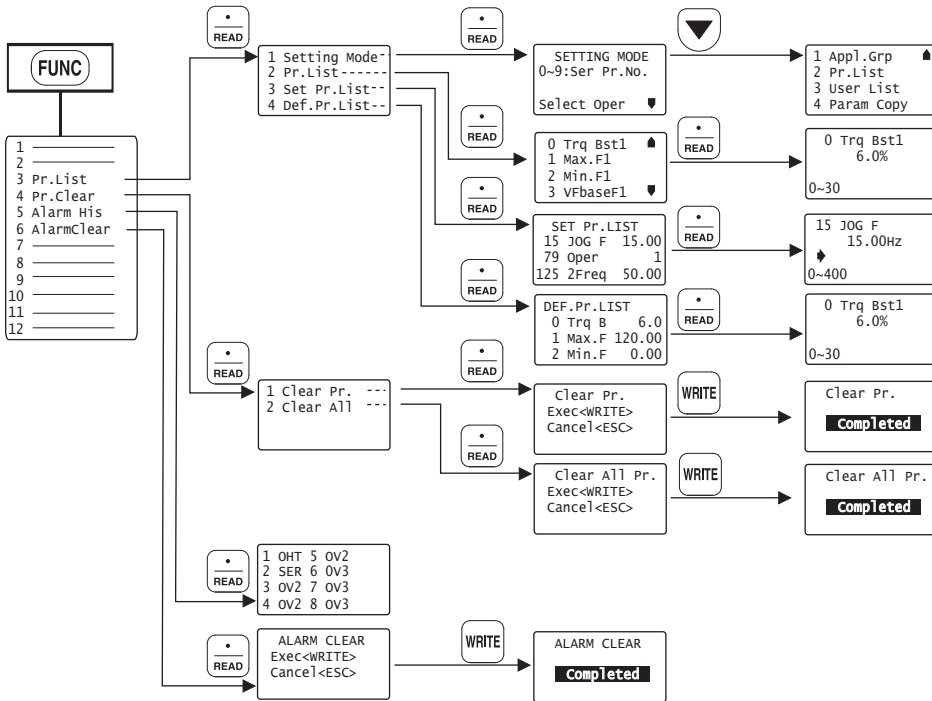 FUNC
1
2
3 Pr.List
4 Pr.Clear
5 Alarm His
6 AlarmClear
7
8
9
10
11
12
READ
1 Setting Mode--
2 Pr.List------
3 Set Pr.List--
4 Def.Pr.List--
READ
SETTING MODE
0~9:Ser Pr.No.
Select Oper
1 Appl.Grp
2 Pr.List
3 User List
4 Param Copy
READ
0 Trq Bst1
1 Max.F1
2 Min.F1
3 VFbaseF1
READ
0 Trq Bst1
6.0%
0~30
READ
SET Pr.LIST
15 JOG F 15.00
79 Oper 1
125 2Freq 50.00
READ
15 JOG F
15.00Hz
0~400
READ
DEF.Pr.LIST
0 Trq B 6.0
1 Max.F 120.00
2 Min.F 0.00
READ
0 Trq Bst1
6.0%
0~30
READ
1 Clear Pr. ---
2 Clear All ---
READ
Clear Pr.
Exec<WRITE>
Cancel<ESC>
WRITE
Clear Pr.
Completed
READ
Clear All Pr.
Exec<WRITE>
Cancel<ESC>
WRITE
Clear All Pr.
Completed
READ
1 OHT 5 OV2
2 SER 6 OV3
3 OV2 7 OV3
4 OV2 8 OV3
READ
ALARM CLEAR
Exec<WRITE>
Cancel<ESC>
WRITE
ALARM CLEAR
Completed